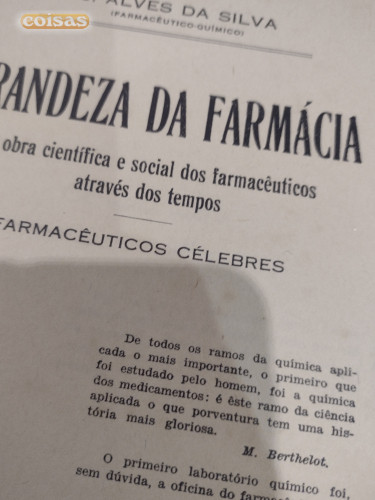 coisas
ALVES DA SILVA
(FARMACÊUTICO-QUÍMICO)
RANDEZA DA FARMÁCIA
obra científica e social dos farmacêuticos
através dos tempos
FARMACÊUTICOS CÉLEBRES
De todos os ramos da química apli-
cada o mais importante, o primeiro que
foi estudado pelo homem, foi a química
dos medicamentos: é êste ramo da ciência
aplicada o que porventura tem uma his-
tória mais gloriosa.
M. Berthelot.
O primeiro laboratório químico foi,
sem dúvida, a oficina do